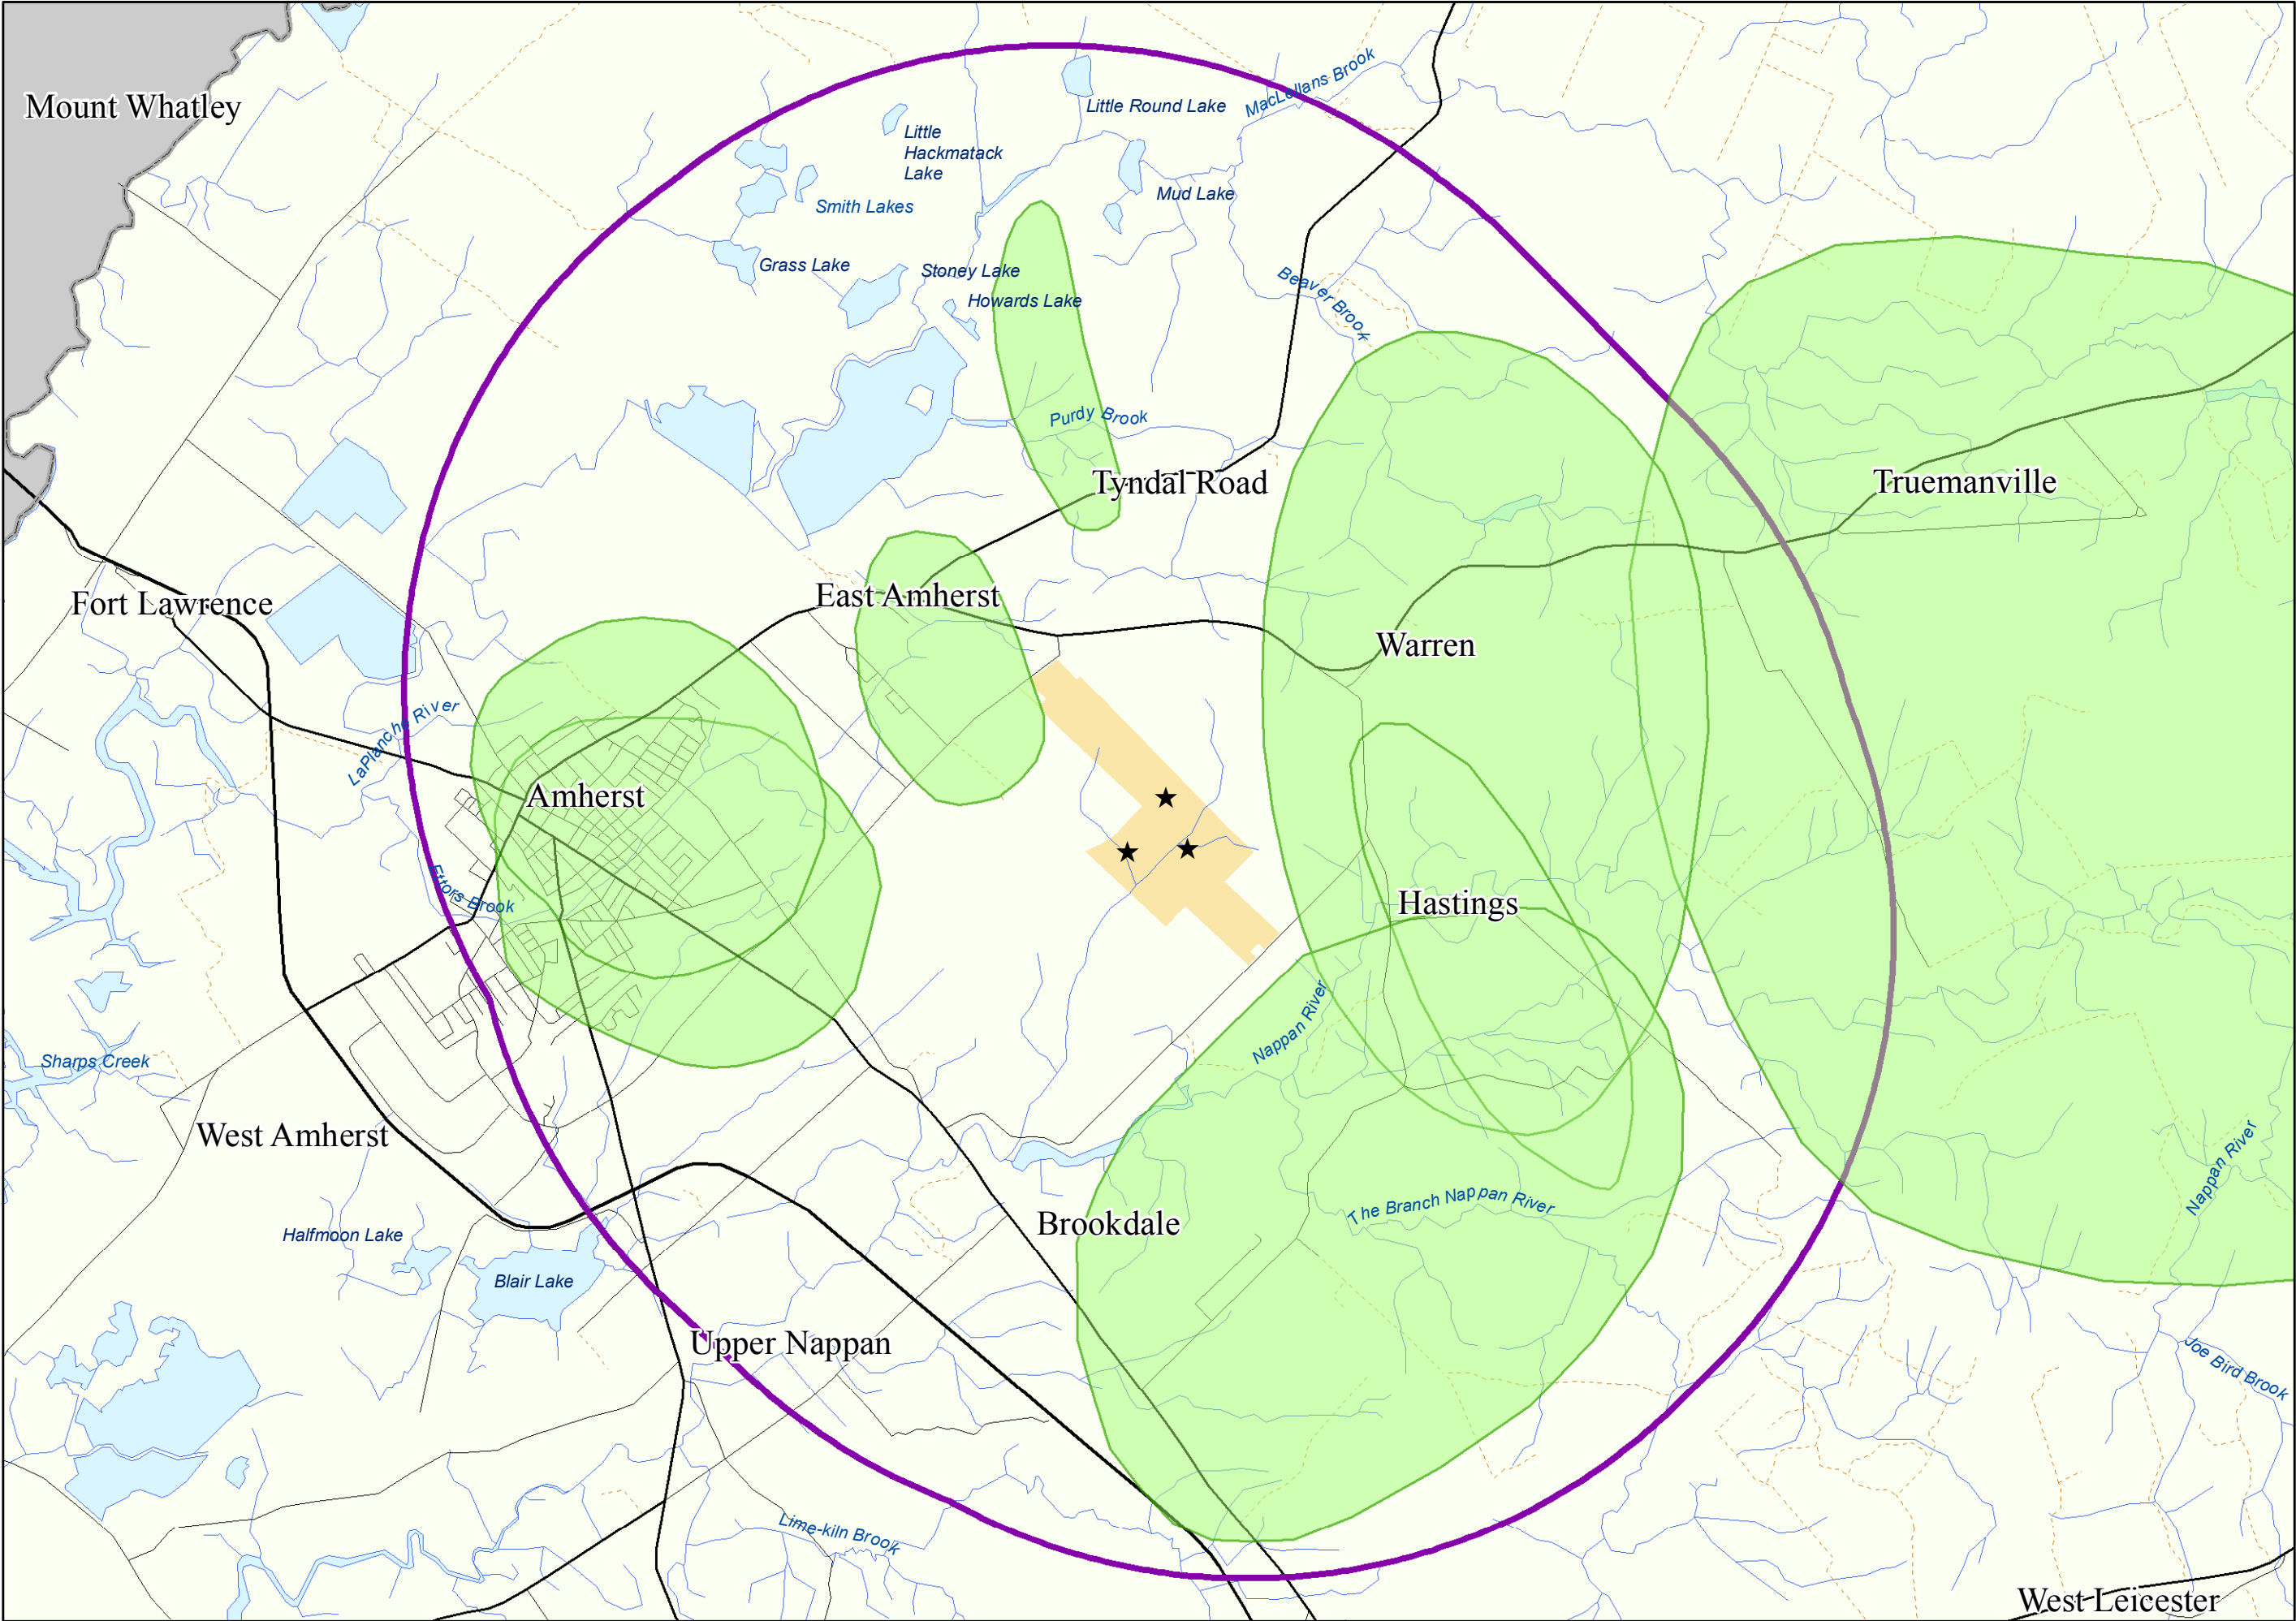 MacLellans Brook
Mount Whatley
Little Round Lake
Little
Hackmatack
Lake
Mud Lake
Smith Lakes
Grass Lake
Stoney Lake
Howards Lake
Beaver Brook
Purdy Brook
Tyndal Road
Truemanville
East Amherst
Fort Lawrence
Warren
LaPlanche River
Amherst
Hastings
Ettors Brook
Nappan River
Sharps Creek
West Amherst
Nappan River
The Branch Nappan River
Brookdale
Halfmoon Lake
Blair Lake
Upper Nappan
Joe Bird Brook
Lime-kiln Brook
West Leicester